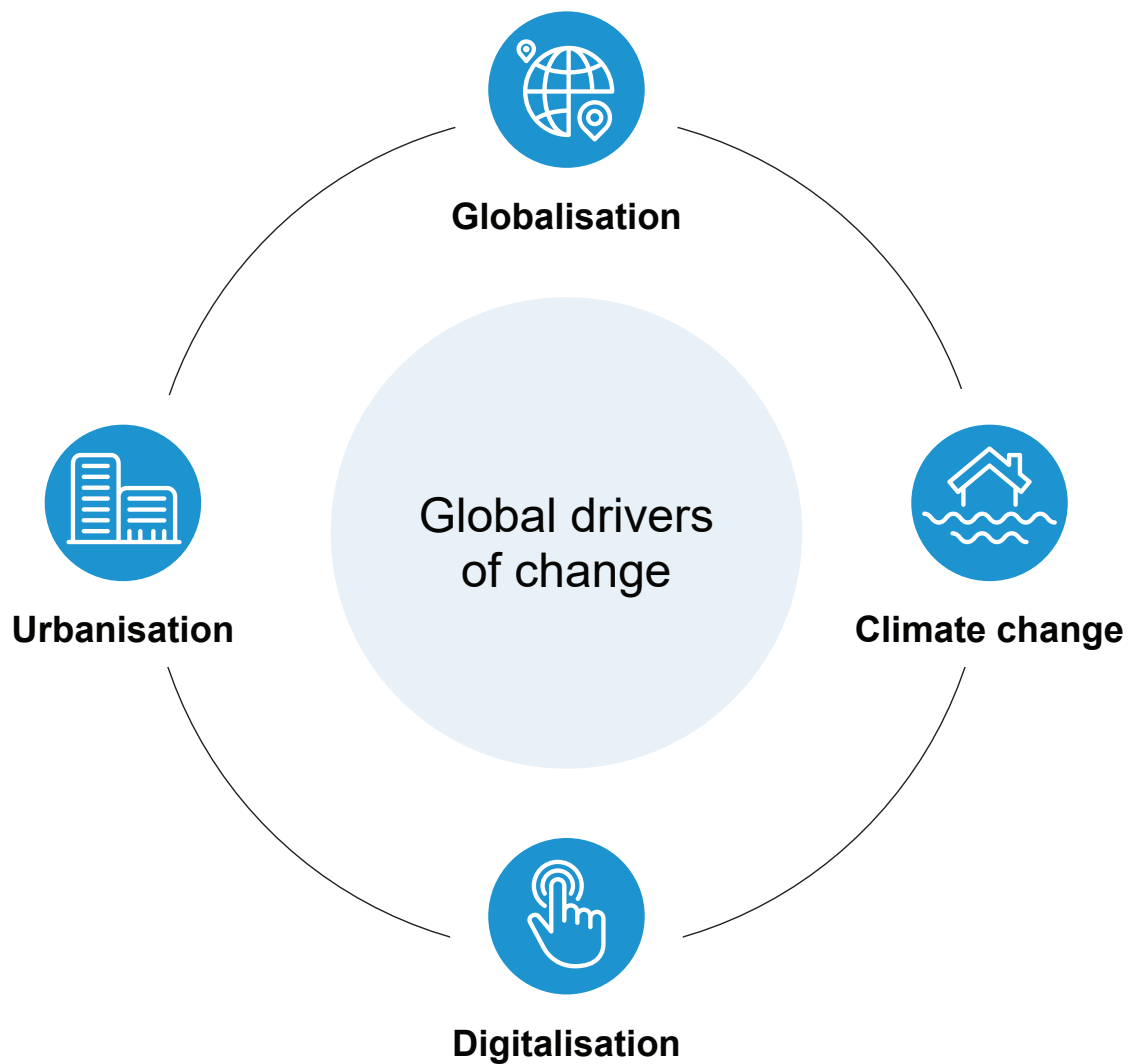 Globalisation
Global drivers
of change
Urbanisation
Climate change
Digitalisation